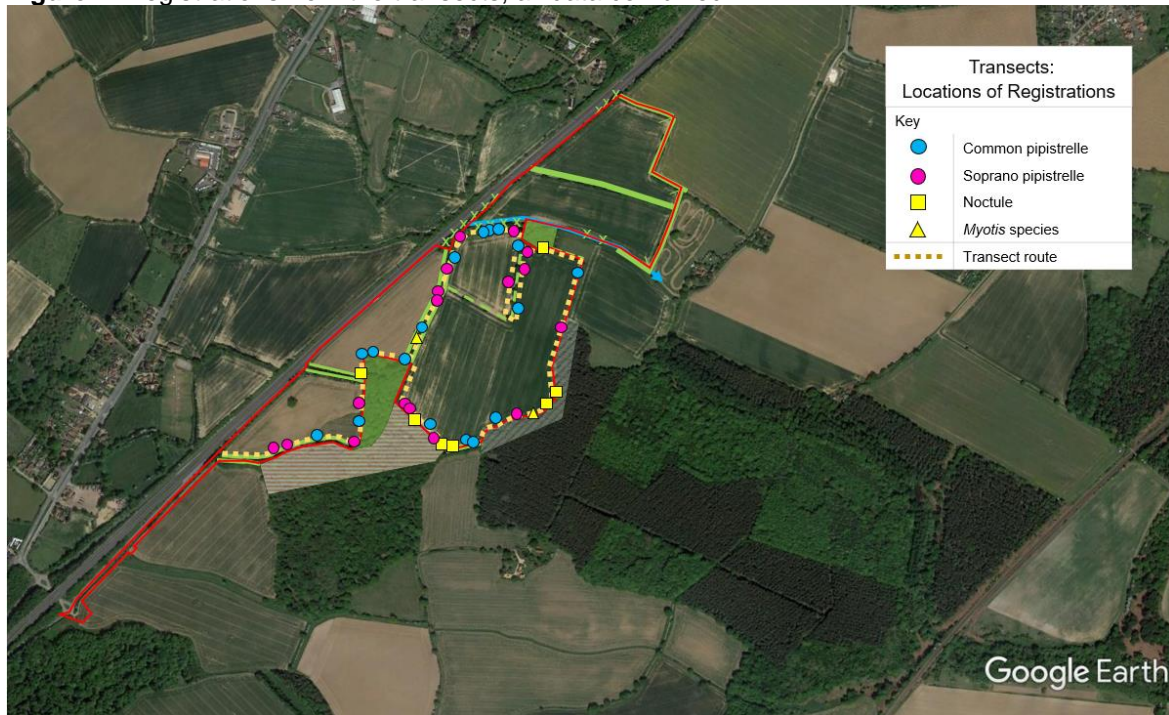 Transects:
Locations of Registrations
Key
Common pipistrelle
Soprano pipistrelle
Noctule
Myotis species
Transect route
Google Earth